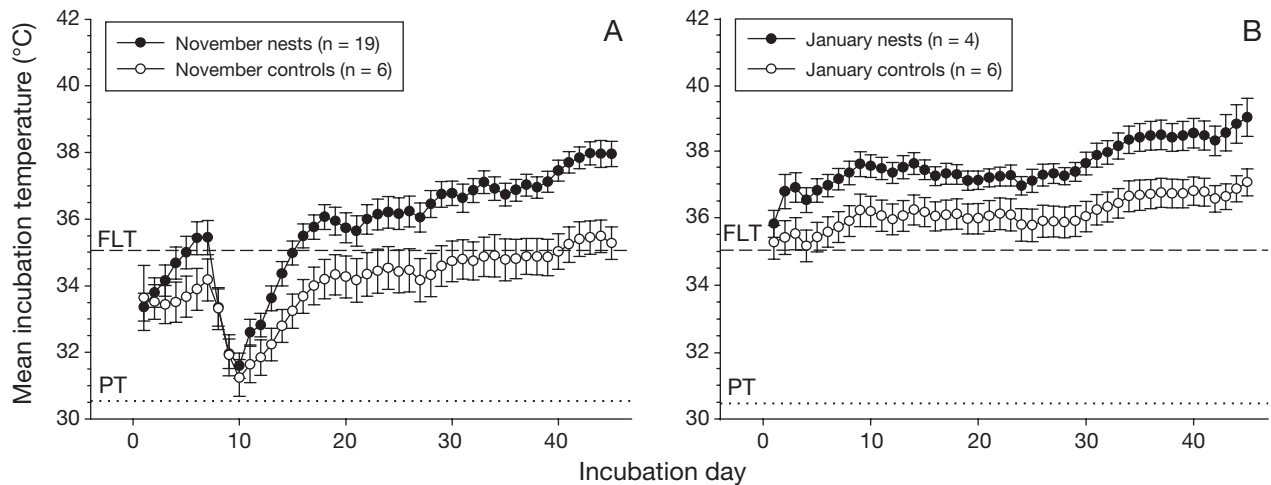 Mean incubation temperature (°C)
42
40
38
36
34
32
30
A
November nests (n = 19)
November controls (n = 6)
FLT
PT
0
10
20
30
40
42
40
38
36
34
32
30
B
January nests (n = 4)
January controls (n = 6)
FLT
PT
0
10
20
30
40
Incubation day